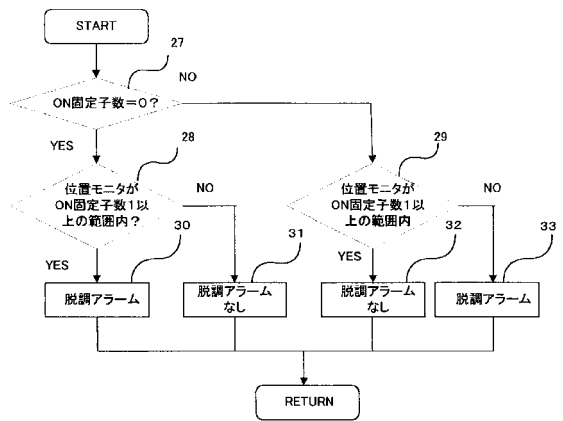 START
27
NO
ON固定子数=0?
YES
28
29
位置モニタが
ON固定子数1以
上の範囲内?
NO
位置モニタが
ON固定子数1以
上の範囲内
NO
YES
30
31
YES
32
33
脱調アラーム
脱調アラーム
なし
脱調アラーム
なし
脱調アラーム
RETURN